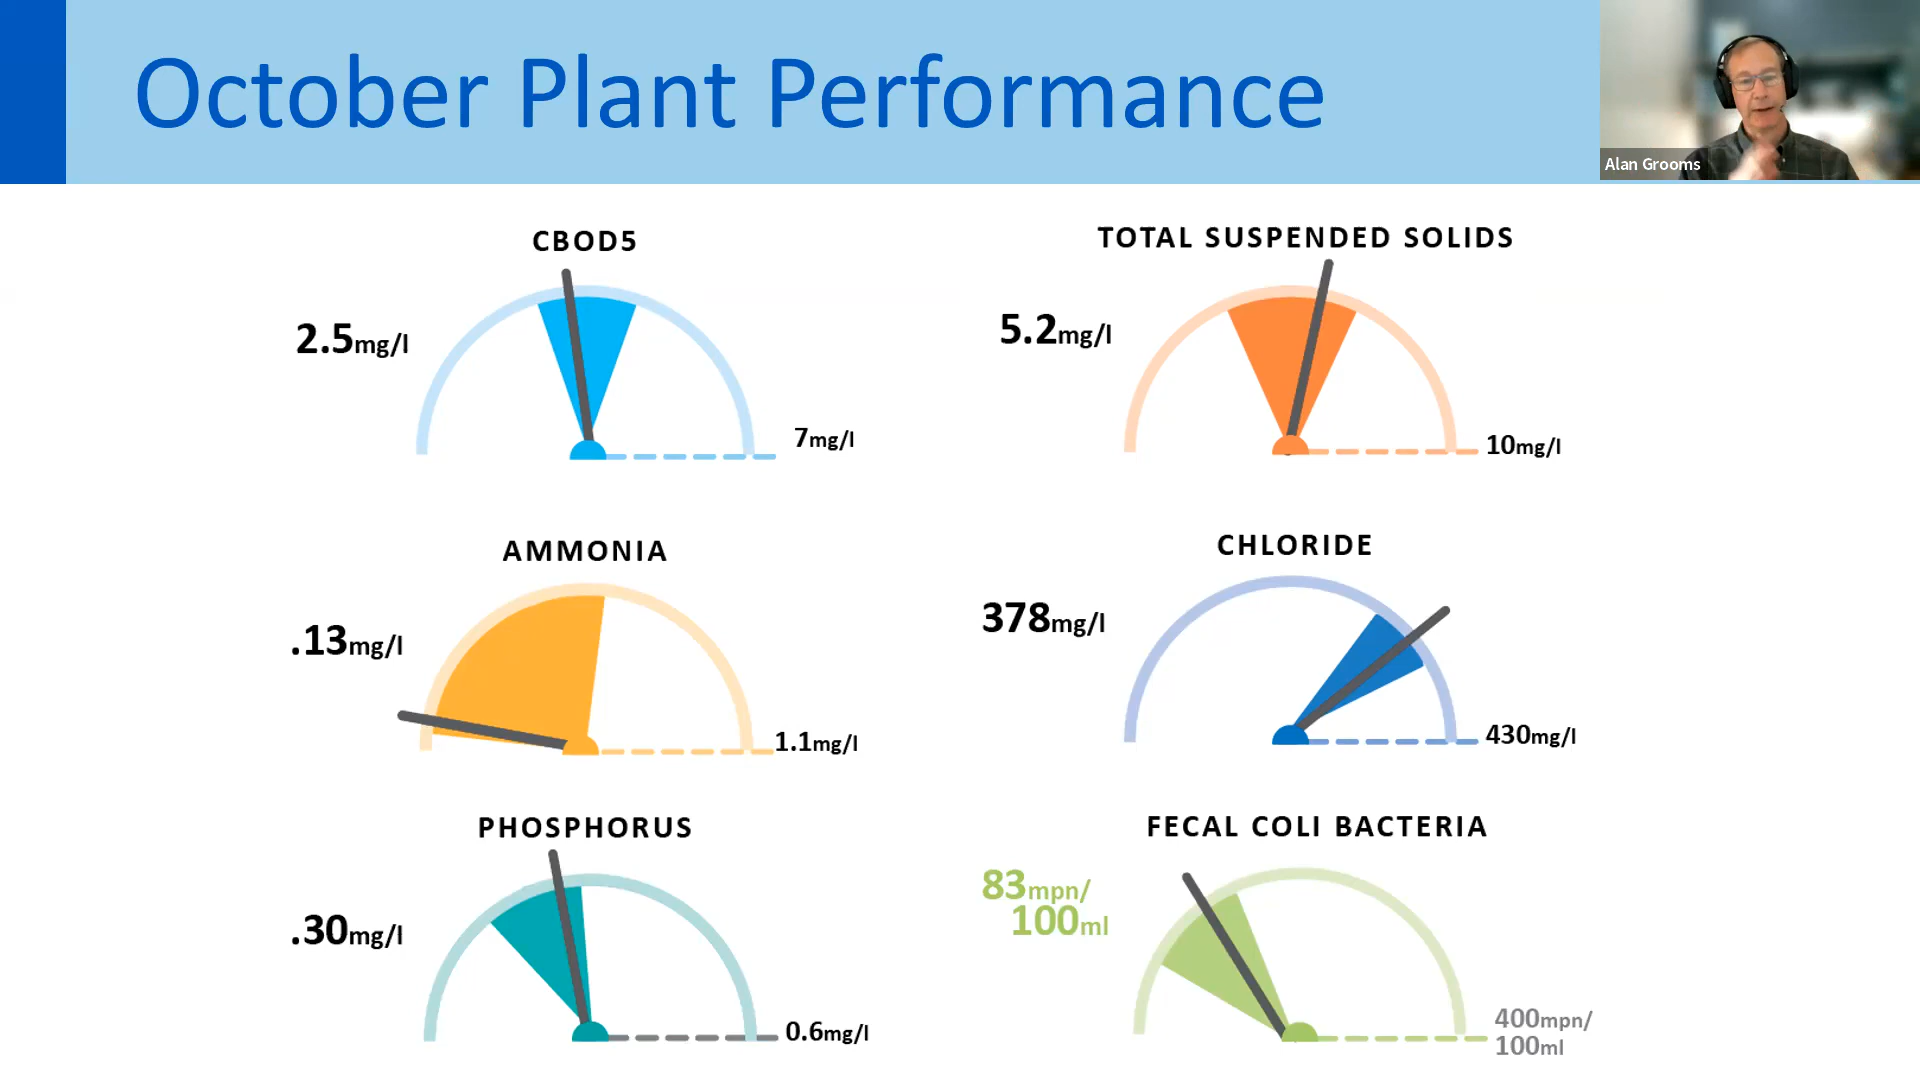 October Plant Performance
Alan Grooms
CBOD5
2.5mg/l
7mg/l
TOTAL SUSPENDED SOLIDS
5.2mg/l
10mg/l
AMMONIA
.13mg/l
1.1mg/l
CHLORIDE
378mg/l
430mg/l
PHOSPHORUS
.30mg/l
0.6mg/l
FECAL COLI BACTERIA
83mpn/
100ml
400mpn/
100ml